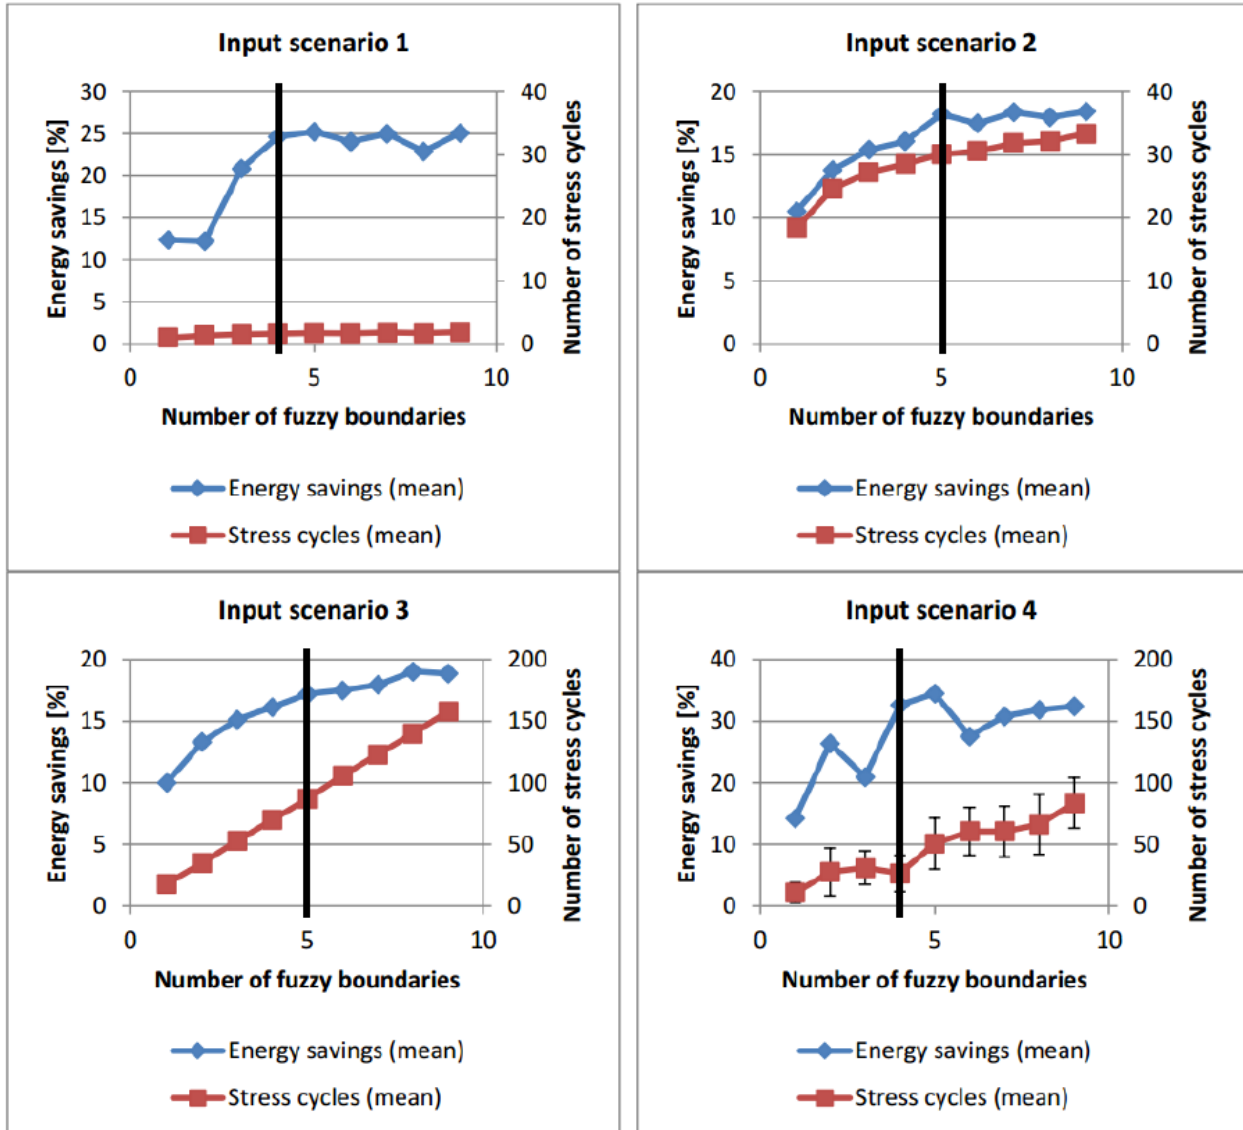 Input scenario 1
Energy savings [%]
30
25
20
15
10
5
0
40
30
20
10
0
Number of stress cycles
0 5 10
Number of fuzzy boundaries
Energy savings (mean)
Stress cycles (mean)
Input scenario 2
Energy savings [%]
20
15
10
5
0
40
30
20
10
0
Number of stress cycles
0 5 10
Number of fuzzy boundaries
Energy savings (mean)
Stress cycles (mean)
Input scenario 3
Energy savings [%]
20
15
10
5
0
200
150
100
50
0
Number of stress cycles
0 5 10
Number of fuzzy boundaries
Energy savings (mean)
Stress cycles (mean)
Input scenario 4
Energy savings [%]
40
30
20
10
0
200
150
100
50
0
Number of stress cycles
0 5 10
Number of fuzzy boundaries
Energy savings (mean)
Stress cycles (mean)